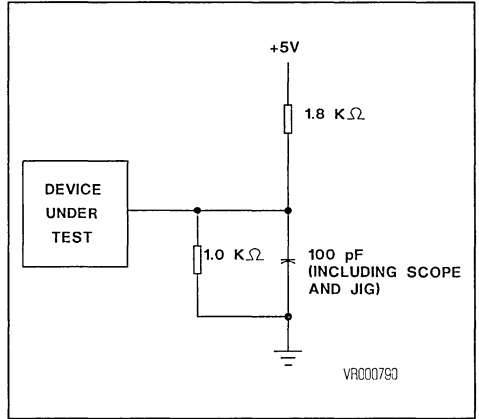 +5V
1.8 KΩ
DEVICE
UNDER
TEST
1.0 KΩ
100 pF
(INCLUDING SCOPE
AND JIG)
VR000790